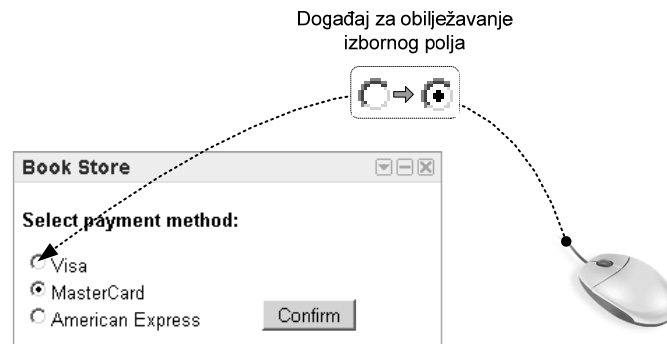 Događaj za obilježavanje
izbornog polja
Book Store
Select payment method:
Visa
MasterCard
American Express
Confirm